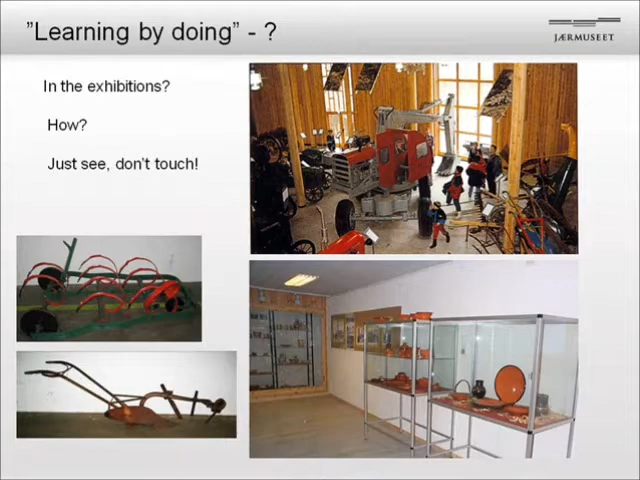 ”Learning by doing” - ?
JÆRMUSEET
In the exhibitions?
How?
Just see, don't touch!